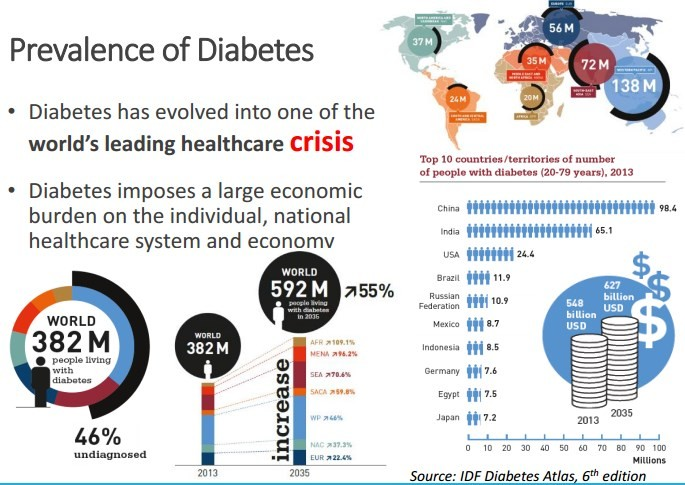 Prevalence of Diabetes
• Diabetes has evolved into one of the
world's leading healthcare crisis
• Diabetes imposes a large economic
burden on the individual, national
healthcare system and economy
WORLD
382 M
people living
with
diabetes
46%
undiagnosed
WORLD
382 M
WORLD
592 M
people living
with diabetes
in 2035
↗55%
increase
AFR ↗109.1%
MENA ↗96.2%
SEA ↗70.6%
SACA ↗59.8%
WP ↗46%
NAC ↗37.3%
EUR ↗22.4%
2013
2035
37 M
EUROPE
56 M
35 M
72 M
138 M
24 M
20 M
Top 10 countries/territories of number
of people with diabetes (20-79 years), 2013
China 98.4
India 65.1
USA 24.4
Brazil 11.9
Russian
Federation 10.9
Mexico 8.7
Indonesia 8.5
Germany 7.6
Egypt 7.5
Japan 7.2
0 10 20 30 40 50 60 70 80 90 100
Millions
548
billion
USD
627
billion
USD
$
$
$
$
2013
2035
Source: IDF Diabetes Atlas, 6th edition